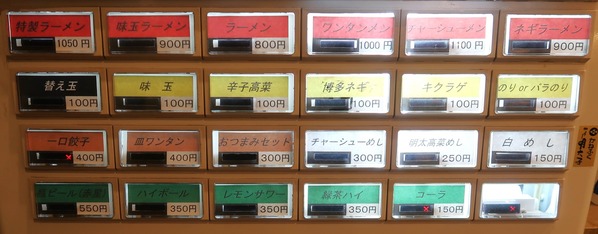 特製ラーメン 1050円 味玉ラーメン 900円 ラーメン 800円 ワンタンメン 1000円 チャーシューメン 1100円 ネギラーメン 900円
替え玉 100円 味玉 100円 辛子高菜 100円 博多ネギ 100円 キクラゲ 100円 のり or バラのり 100円
一口餃子 400円 皿ワンタン 400円 おつまみセット 300円 チャーシューめし 300円 明太高菜めし 250円 白めし 150円
550円 ハイボール 350円 レモンサワー 350円 緑茶ハイ 350円 コーラ 150円